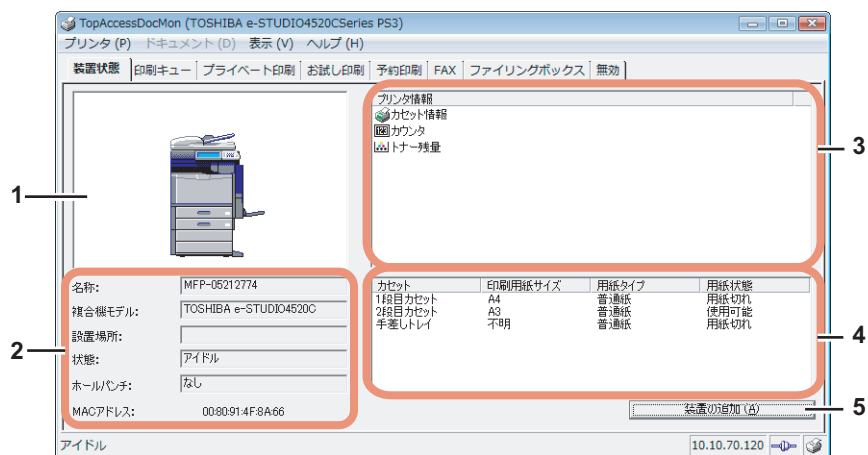 TopAccessDocMon (TOSHIBA e-STUDIO4520CSeries PS3)
プリンタ (P) ドキュメント (D) 表示 (V) ヘルプ (H)
装置状態 印刷キュー プライベート印刷 お試し印刷 予約印刷 FAX ファイリングボックス 無効
プリンタ情報
カセット情報
カウンタ
トナー残量
1
3
名称: MFP-05212774
複合機モデル: TOSHIBA e-STUDIO4520C
設置場所:
状態: アイドル
ホールパンチ: なし
MACアドレス: 00:80:91:4F:8A:66
2
カセット 印刷用紙サイズ 用紙タイプ 用紙状態
1段目カセット A4 普通紙 用紙切れ
2段目カセット A3 普通紙 使用可能
手差しトレイ 不明 普通紙 用紙切れ
4
装置の追加 (A)
5
アイドル 10.10.70.120